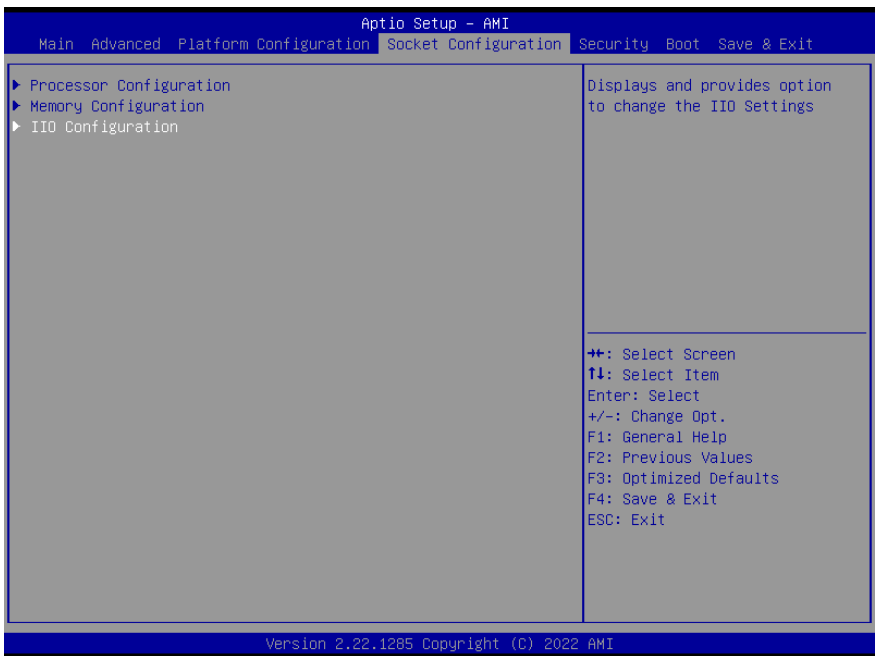 Aptio Setup – AMI
Main Advanced Platform Configuration Socket Configuration Security Boot Save & Exit
▶ Processor Configuration
▶ Memory Configuration
▶ IIO Configuration
Displays and provides option
to change the IIO Settings
→←: Select Screen
↑↓: Select Item
Enter: Select
+/-: Change Opt.
F1: General Help
F2: Previous Values
F3: Optimized Defaults
F4: Save & Exit
ESC: Exit
Version 2.22.1285 Copyright (C) 2022 AMI